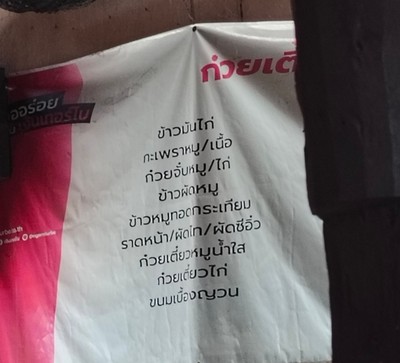 ก๋วยเตี
ออร่อย
ข้าวมันไก่
กะเพราหมู/เนื้อ
ก๋วยจั๊บหมู/ไก่
ข้าวผัดหมู
ข้าวหมูทอดกระเทียม
ราดหน้า/ผัดไท/ผัดซีอิ๋ว
ก๋วยเตี๋ยวหมูน้ำใส
ก๋วยเตี๋ยวไก่
ขนมเบื้องญวน